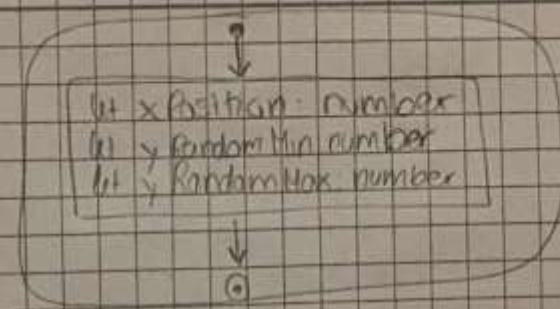 let xPosition: number
let yRandomMin number
let yRandomMax: number